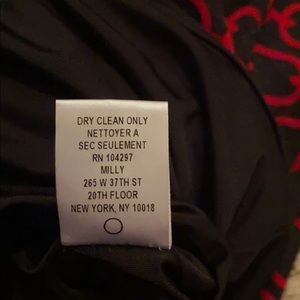 DRY CLEAN ONLY
NETTOYER A
SEC SEULEMENT
RN 104297
MILLY
265 W 37TH ST
20TH FLOOR
NEW YORK, NY 10018